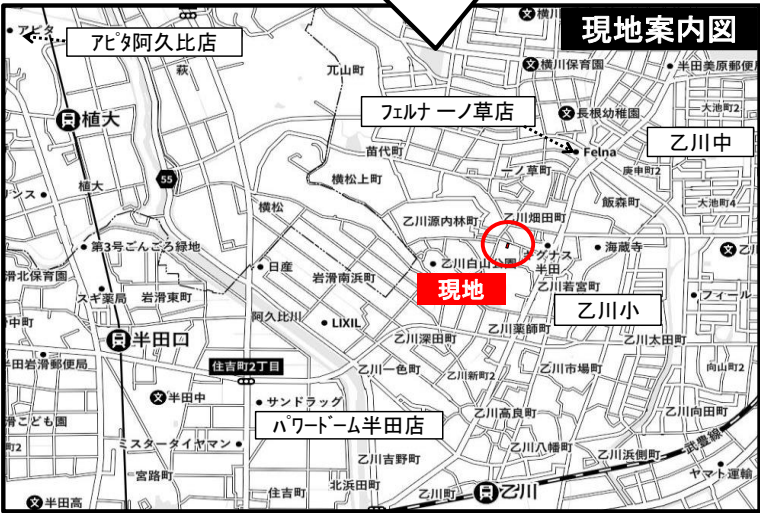 現地案内図
アピタ
アピタ阿久比店
横川
横川保育園
半田美原郵便
萩
兀山町
植大
フェルナ一ノ草店
長根幼稚園
大池町2
乙川中
苗代町
Felna
一ノ草町
庚申町2
植大
55
横松上町
飯森町
リンス
横松
乙川源内林町
乙川畑田町
大池町4
第3号ごんごろ緑地
キグナス
半田
海蔵寺
乙川
滑北保育園
日産
岩滑南浜町
乙川白山公園
現地
乙川若宮町
スギ薬局
岩滑東町
フィール
乙川小
中町
阿久比川
LIXIL
乙川薬師町
半田口
乙川深田町
乙川太田町
半田岩滑郵便局
住吉町2丁目
乙川一色町
乙川新町2
乙川市場町
向山町2
半田中
サンドラッグ
滑こども園
パワードーム半田店
乙川高良町
乙川向田町
町2
ミスタータイヤマン
乙川八幡町
武豊線
乙川吉野町
乙川浜側町
宮路町
ヤマト運輸
北浜田町
住吉町
乙川町
乙川
半田高